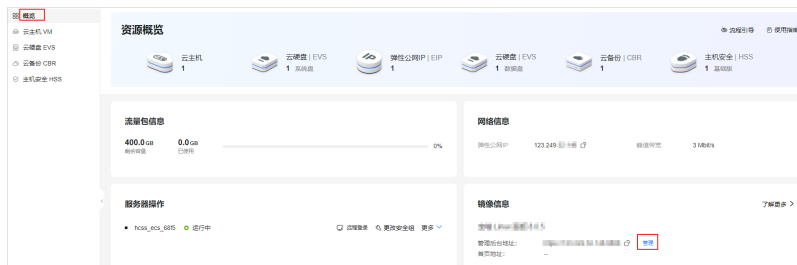 概览
云主机 VM
云硬盘 EVS
云备份 CBR
主机安全 HSS
资源概览
流程引导 使用指南
云主机
1
云硬盘 | EVS
1 系统盘
弹性公网IP | EIP
1
云硬盘 | EVS
1 数据盘
云备份 | CBR
1
主机安全 | HSS
1 基础版
流量包信息
400.0 GB
剩余容量
0.0 GB
已使用
0%
网络信息
弹性公网IP 123.249. 峰值带宽 3 Mbit/s
服务器操作
hcss_ecs_68f5 运行中 远程登录 更改安全组 更多
镜像信息 了解更多 >
管理后台地址: 管理
首页地址: --